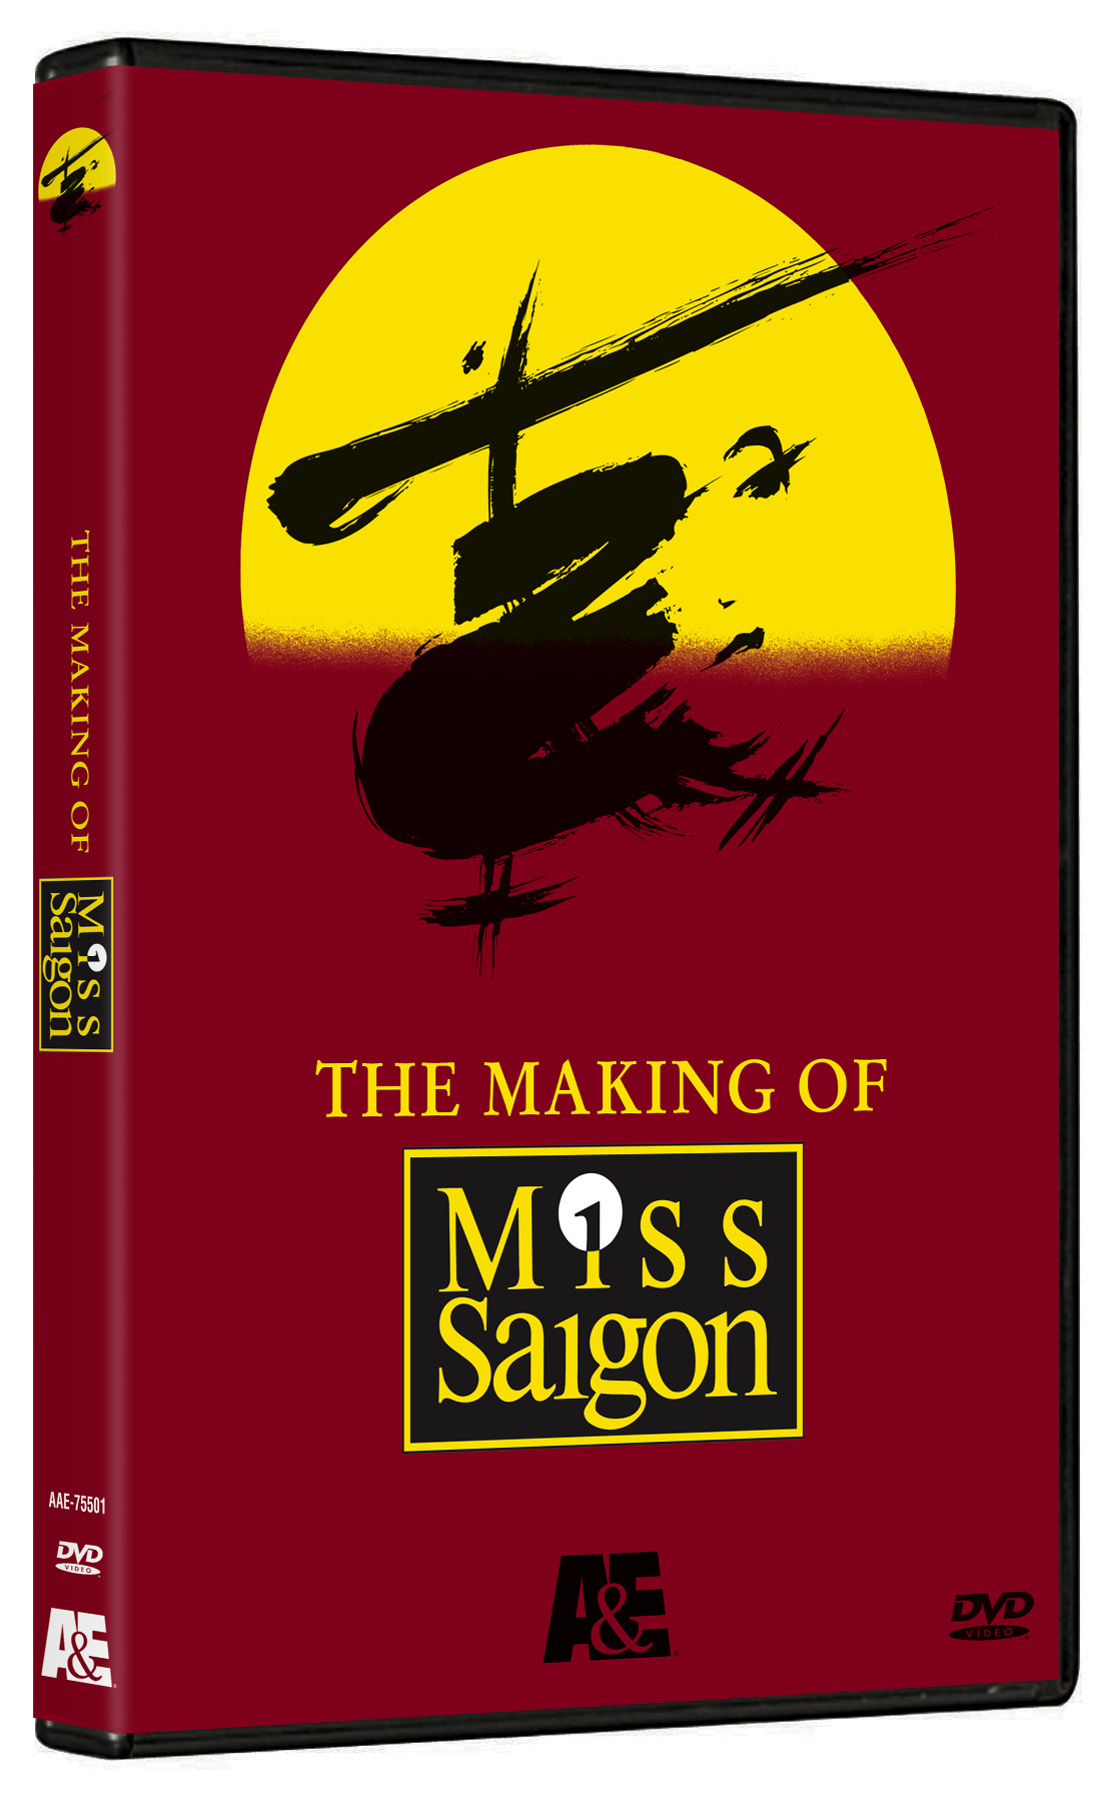 THE MAKING OF
Miss
Saigon
AAE-75501
DVD
VIDEO
A&E
THE MAKING OF
Miss
Saigon
A&E
DVD
VIDEO